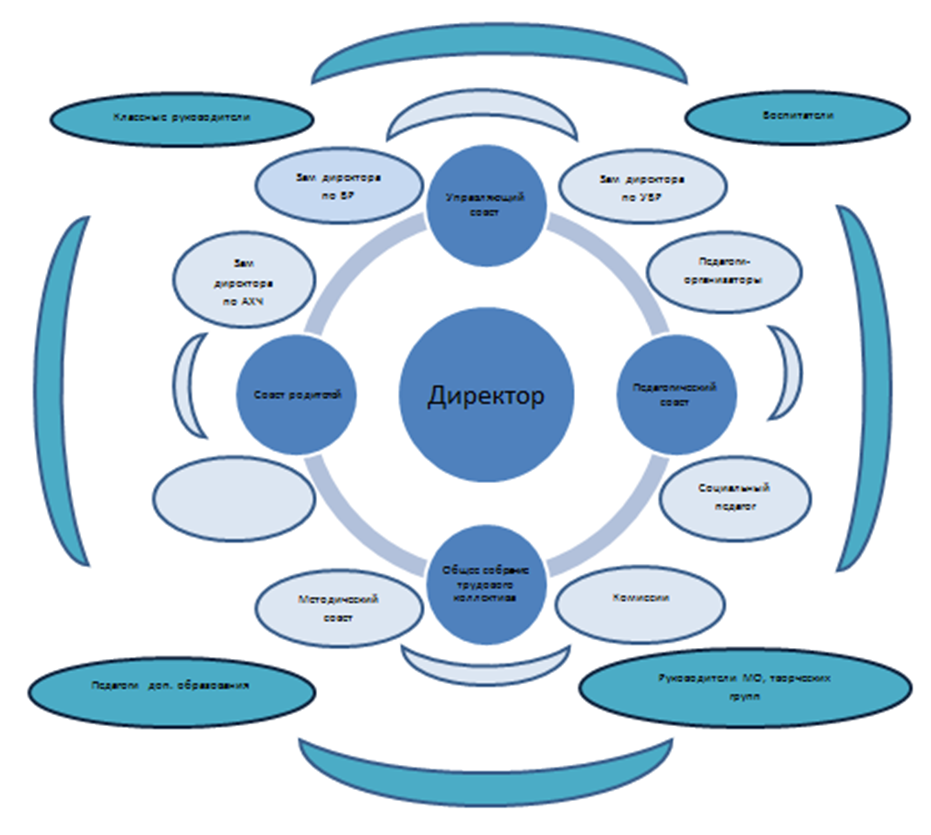 Классные руководители
Воспитатели
Зам директора
по ВР
Управляющий
совет
Зам директора
по УВР
Зам
директора
по АХЧ
Педагоги-
организаторы
Совет родителей
Директор
Педагогический
совет
Социальный
педагог
Общее собрание
трудового
коллектива
Методический
совет
Комиссии
Педагоги доп. образования
Руководители МО, творческих
групп